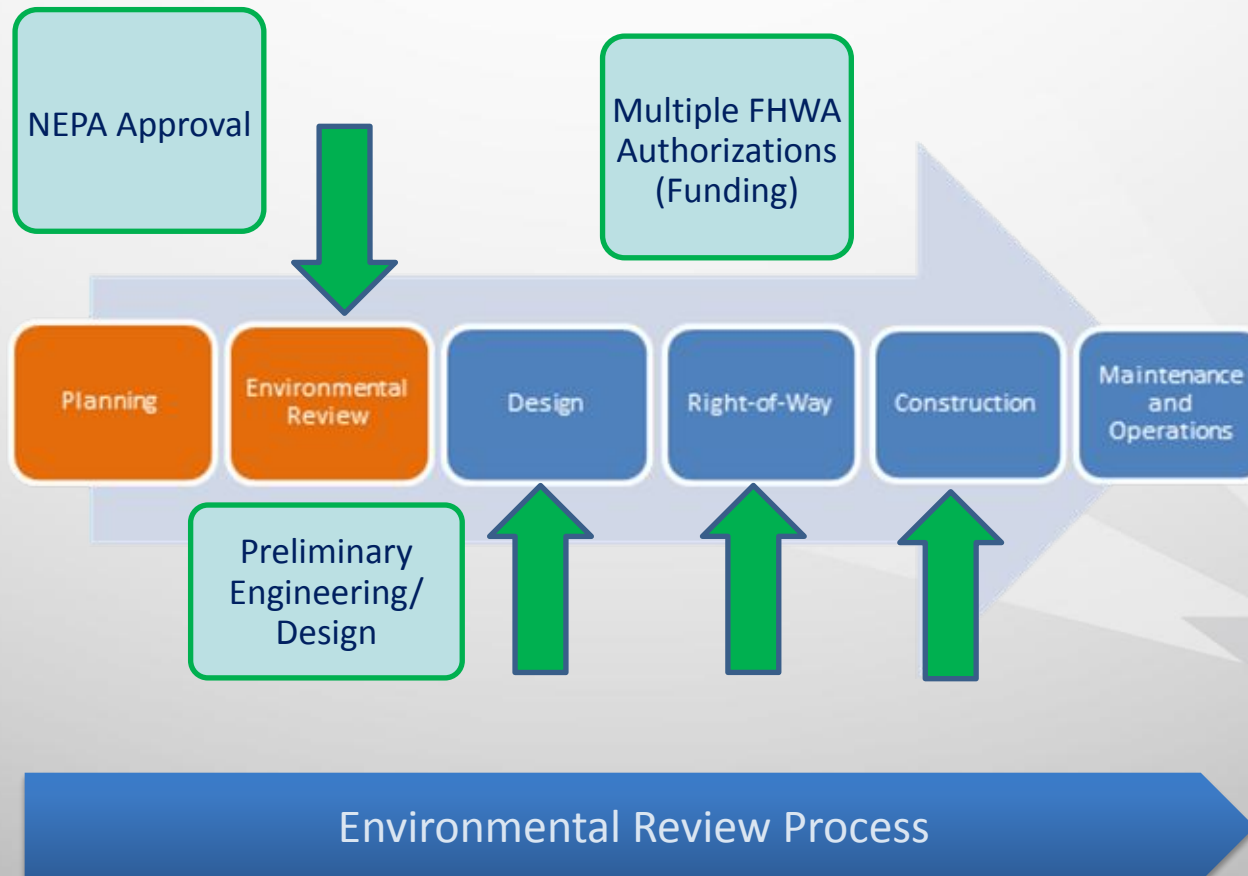 NEPA Approval
Multiple FHWA
Authorizations
(Funding)
Planning
Environmental
Review
Design
Right-of-Way
Construction
Maintenance
and
Operations
Preliminary
Engineering/
Design
Environmental Review Process